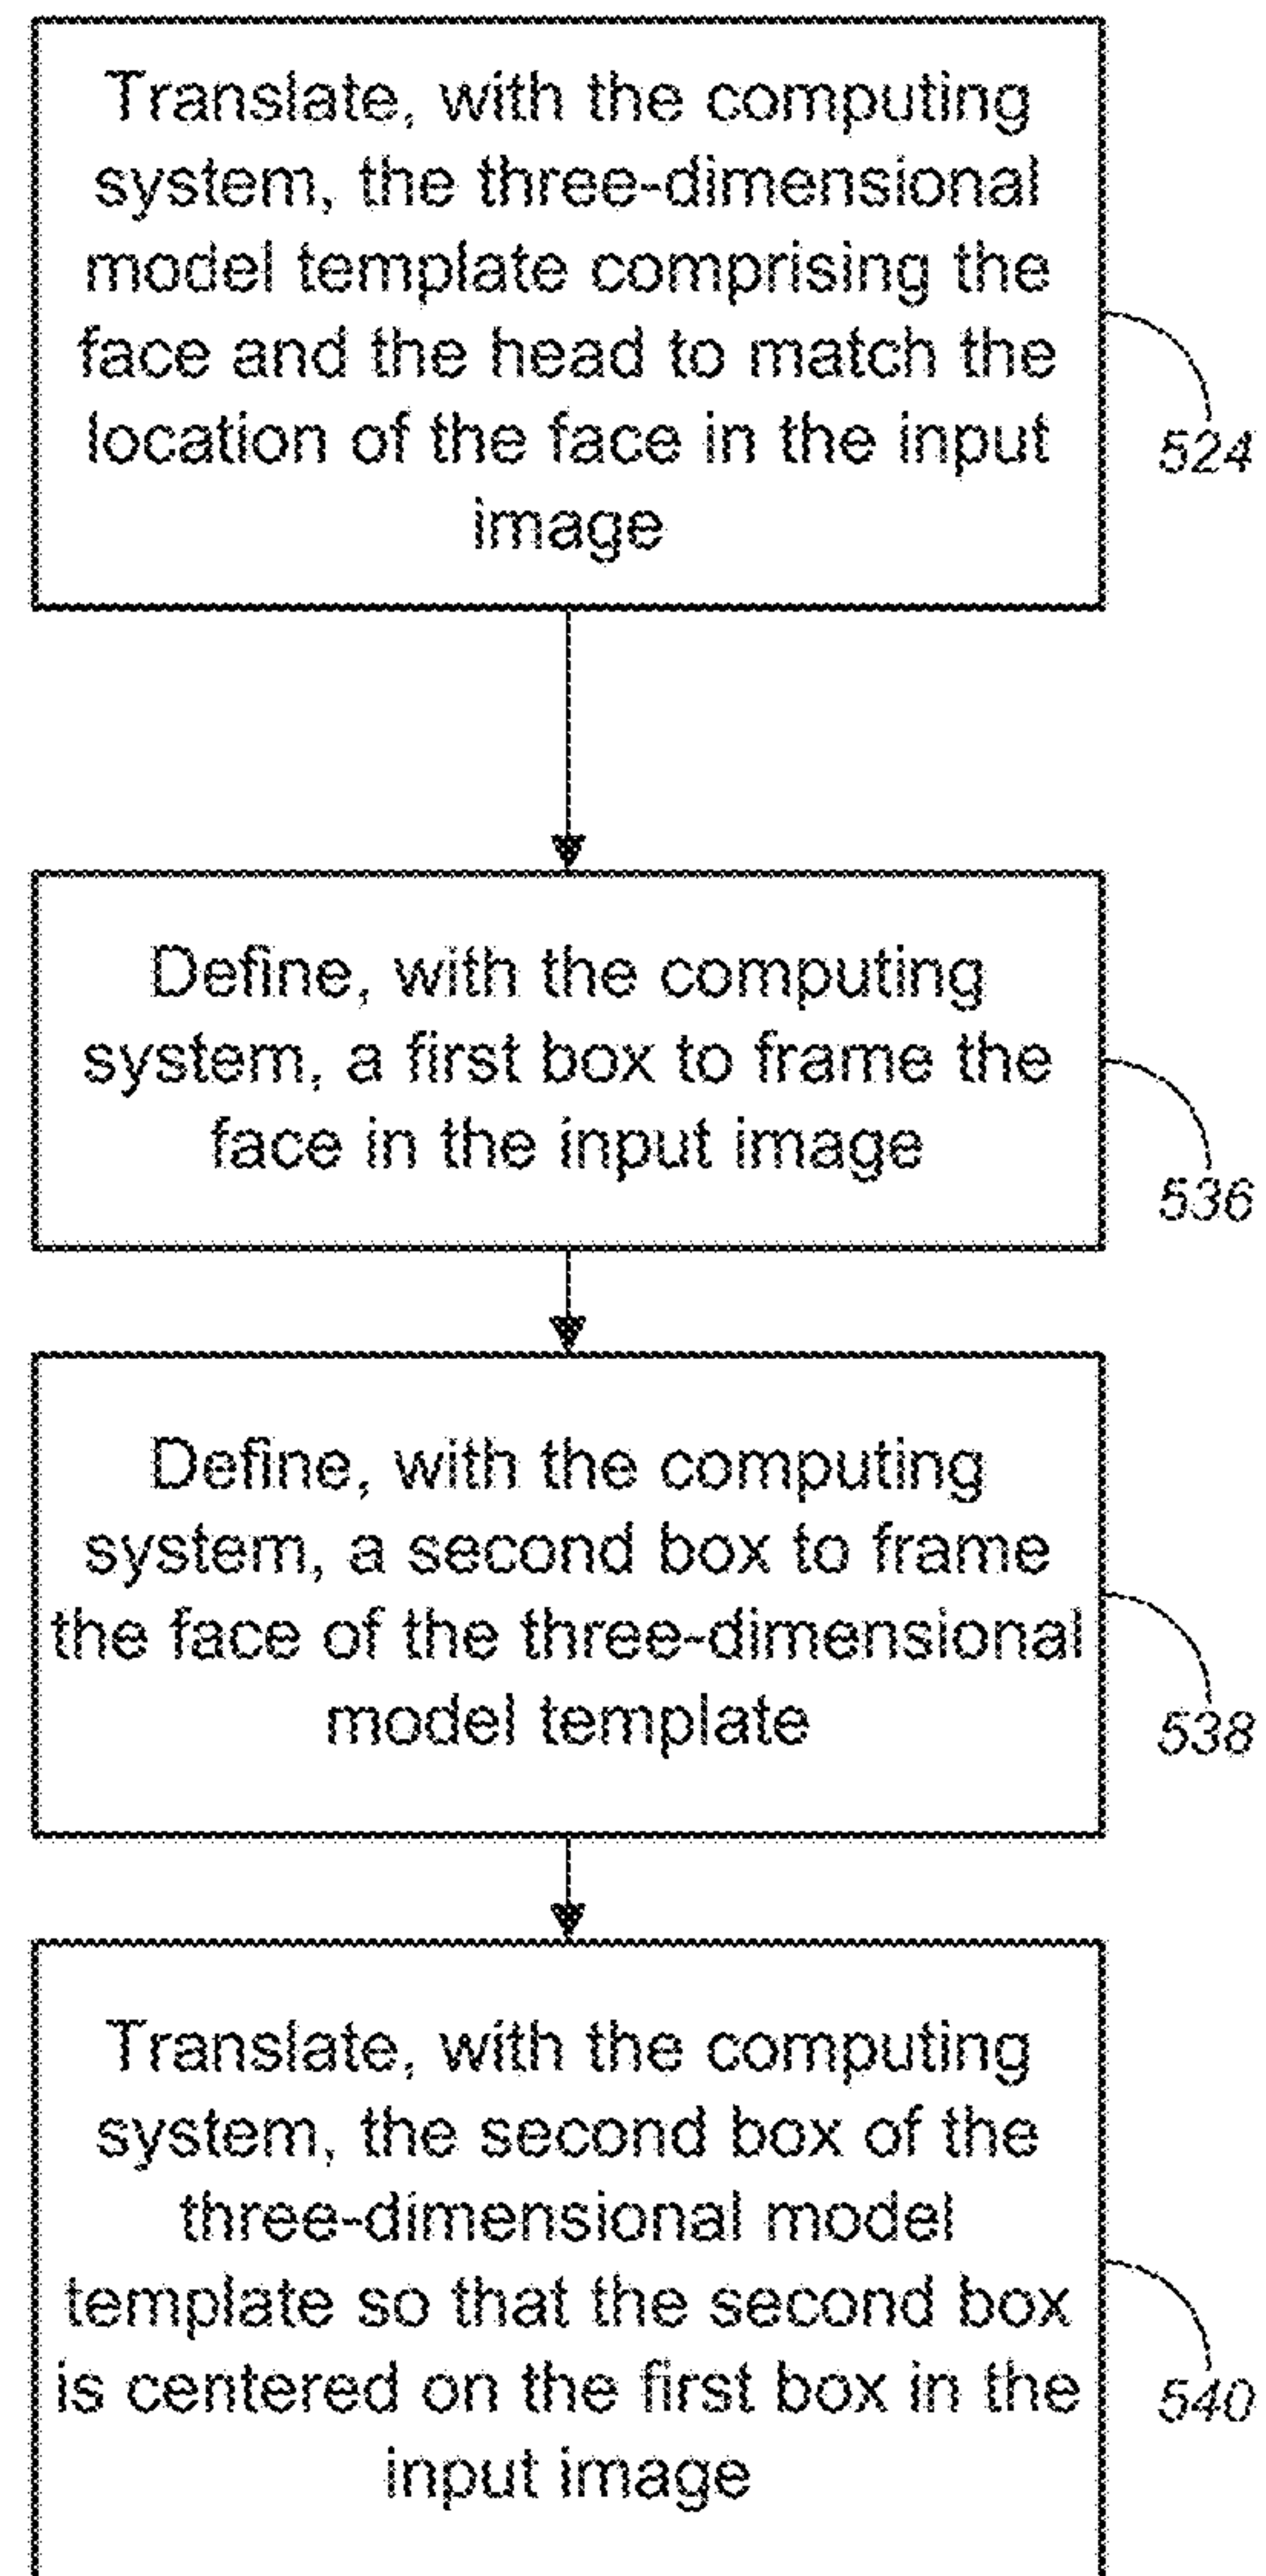 Translate, with the computing
system, the three-dimensional
model template comprising the
face and the head to match the
location of the face in the input
image
524
Define, with the computing
system, a first box to frame the
face in the input image
536
Define, with the computing
system, a second box to frame
the face of the three-dimensional
model template
538
Translate, with the computing
system, the second box of the
three-dimensional model
template so that the second box
is centered on the first box in the
input image
540